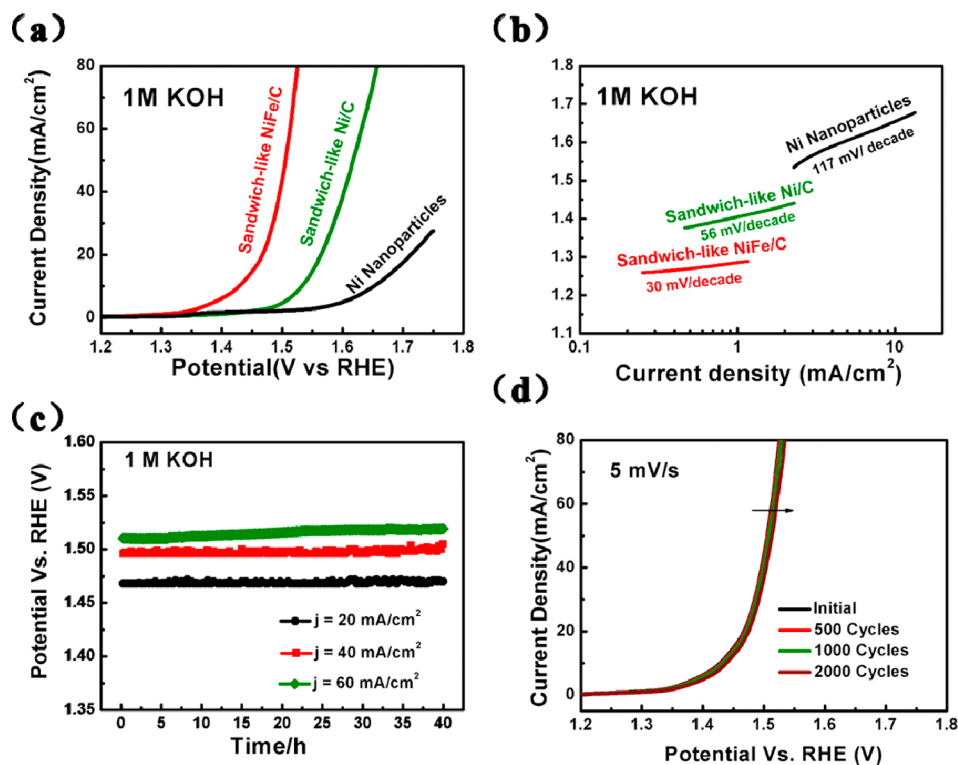 (a)
1M KOH
Sandwich-like NiFe/C
Sandwich-like Ni/C
Ni Nanoparticles
Current Density(mA/cm²)
80
60
40
20
0
1.2 1.3 1.4 1.5 1.6 1.7 1.8
Potential(V vs RHE)
(b)
1M KOH
Ni Nanoparticles
117 mV/ decade
Sandwich-like Ni/C
56 mV/decade
Sandwich-like NiFe/C
30 mV/decade
1.8
1.7
1.6
1.5
1.4
1.3
1.2
1.1
0.1 1 10
Current density (mA/cm²)
(c)
1 M KOH
Potential Vs. RHE (V)
1.60
1.55
1.50
1.45
1.40
1.35
j = 20 mA/cm²
j = 40 mA/cm²
j = 60 mA/cm²
0 5 10 15 20 25 30 35 40
Time/h
(d)
5 mV/s
Current Density(mA/cm²)
80
60
40
20
0
Initial
500 Cycles
1000 Cycles
2000 Cycles
1.2 1.3 1.4 1.5 1.6 1.7 1.8
Potential Vs. RHE (V)